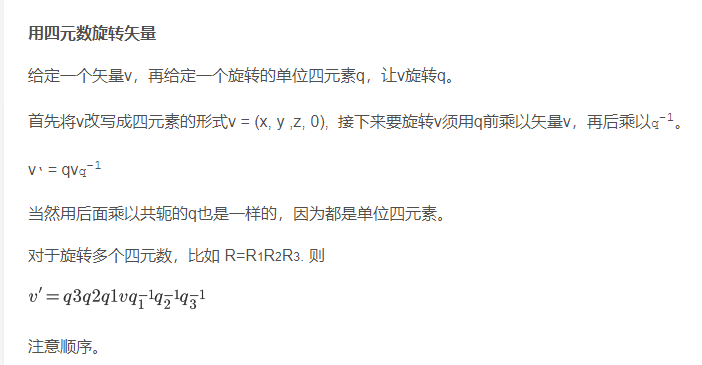 用四元数旋转矢量
给定一个矢量v，再给定一个旋转的单位四元素q，让v旋转q。
首先将v改写成四元素的形式v = (x, y ,z, 0)，接下来要旋转v须用q前乘以矢量v，再后乘以q⁻¹。
v` = qvq⁻¹
当然用后面乘以共轭的q也是一样的，因为都是单位四元素。
对于旋转多个四元数，比如 R=R1R2R3. 则
v′ = q3q2q1vq₁⁻¹q₂⁻¹q₃⁻¹
注意顺序。